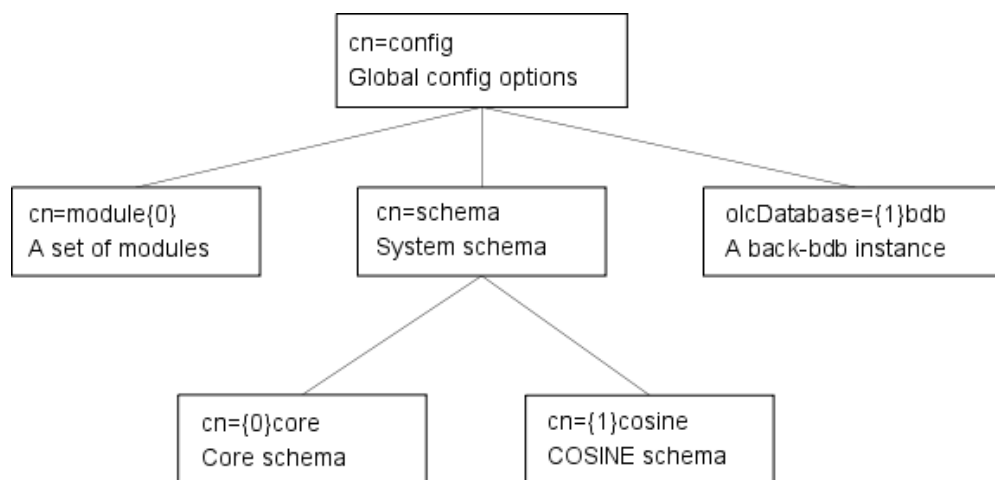 cn=config
Global config options
cn=module{0}
A set of modules
cn=schema
System schema
olcDatabase={1}bdb
A back-bdb instance
cn={0}core
Core schema
cn={1}cosine
COSINE schema